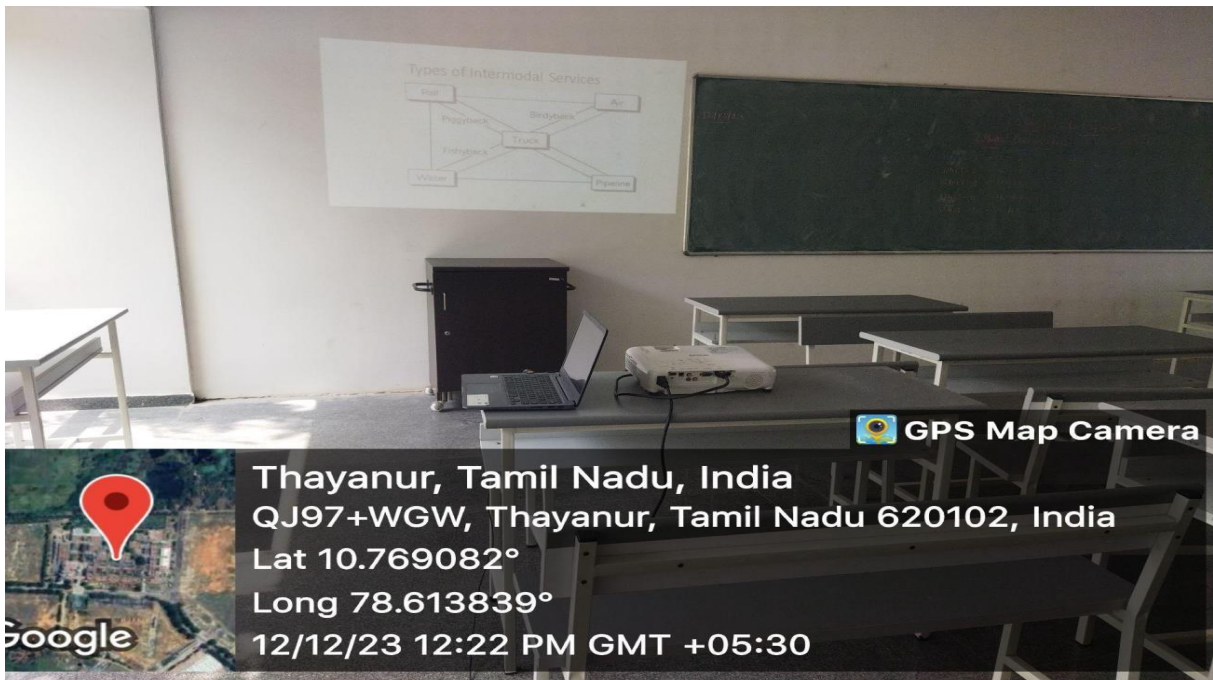 Types of Intermodal Services
Rail
Air
Piggyback
Birdyback
Truck
Fishyback
Water
Pipeline
GPS Map Camera
Thayanur, Tamil Nadu, India
QJ97+WGW, Thayanur, Tamil Nadu 620102, India
Lat 10.769082°
Long 78.613839°
12/12/23 12:22 PM GMT +05:30
Google